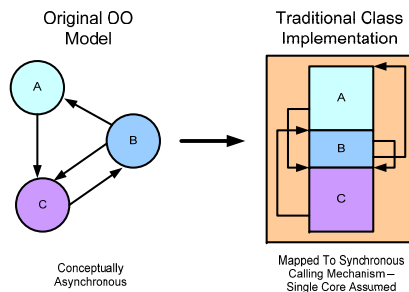 Original OO
Model
A
B
C
Conceptually
Asynchronous
Traditional Class
Implementation
A
B
C
Mapped To Synchronous
Calling Mechanism—
Single Core Assumed